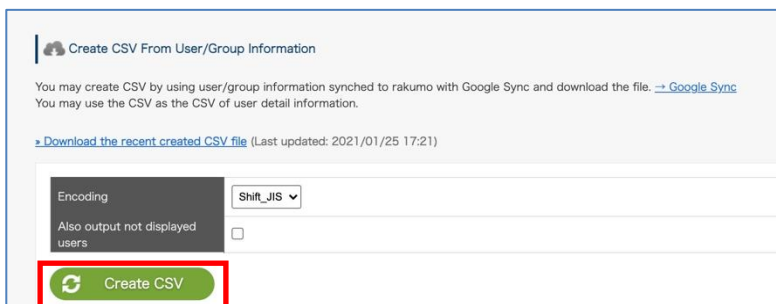 Create CSV From User/Group Information
You may create CSV by using user/group information synched to rakumo with Google Sync and download the file. → Google Sync
You may use the CSV as the CSV of user detail information.
» Download the recent created CSV file (Last updated: 2021/01/25 17:21)
Encoding
Shift_JIS
Also output not displayed
users
Create CSV